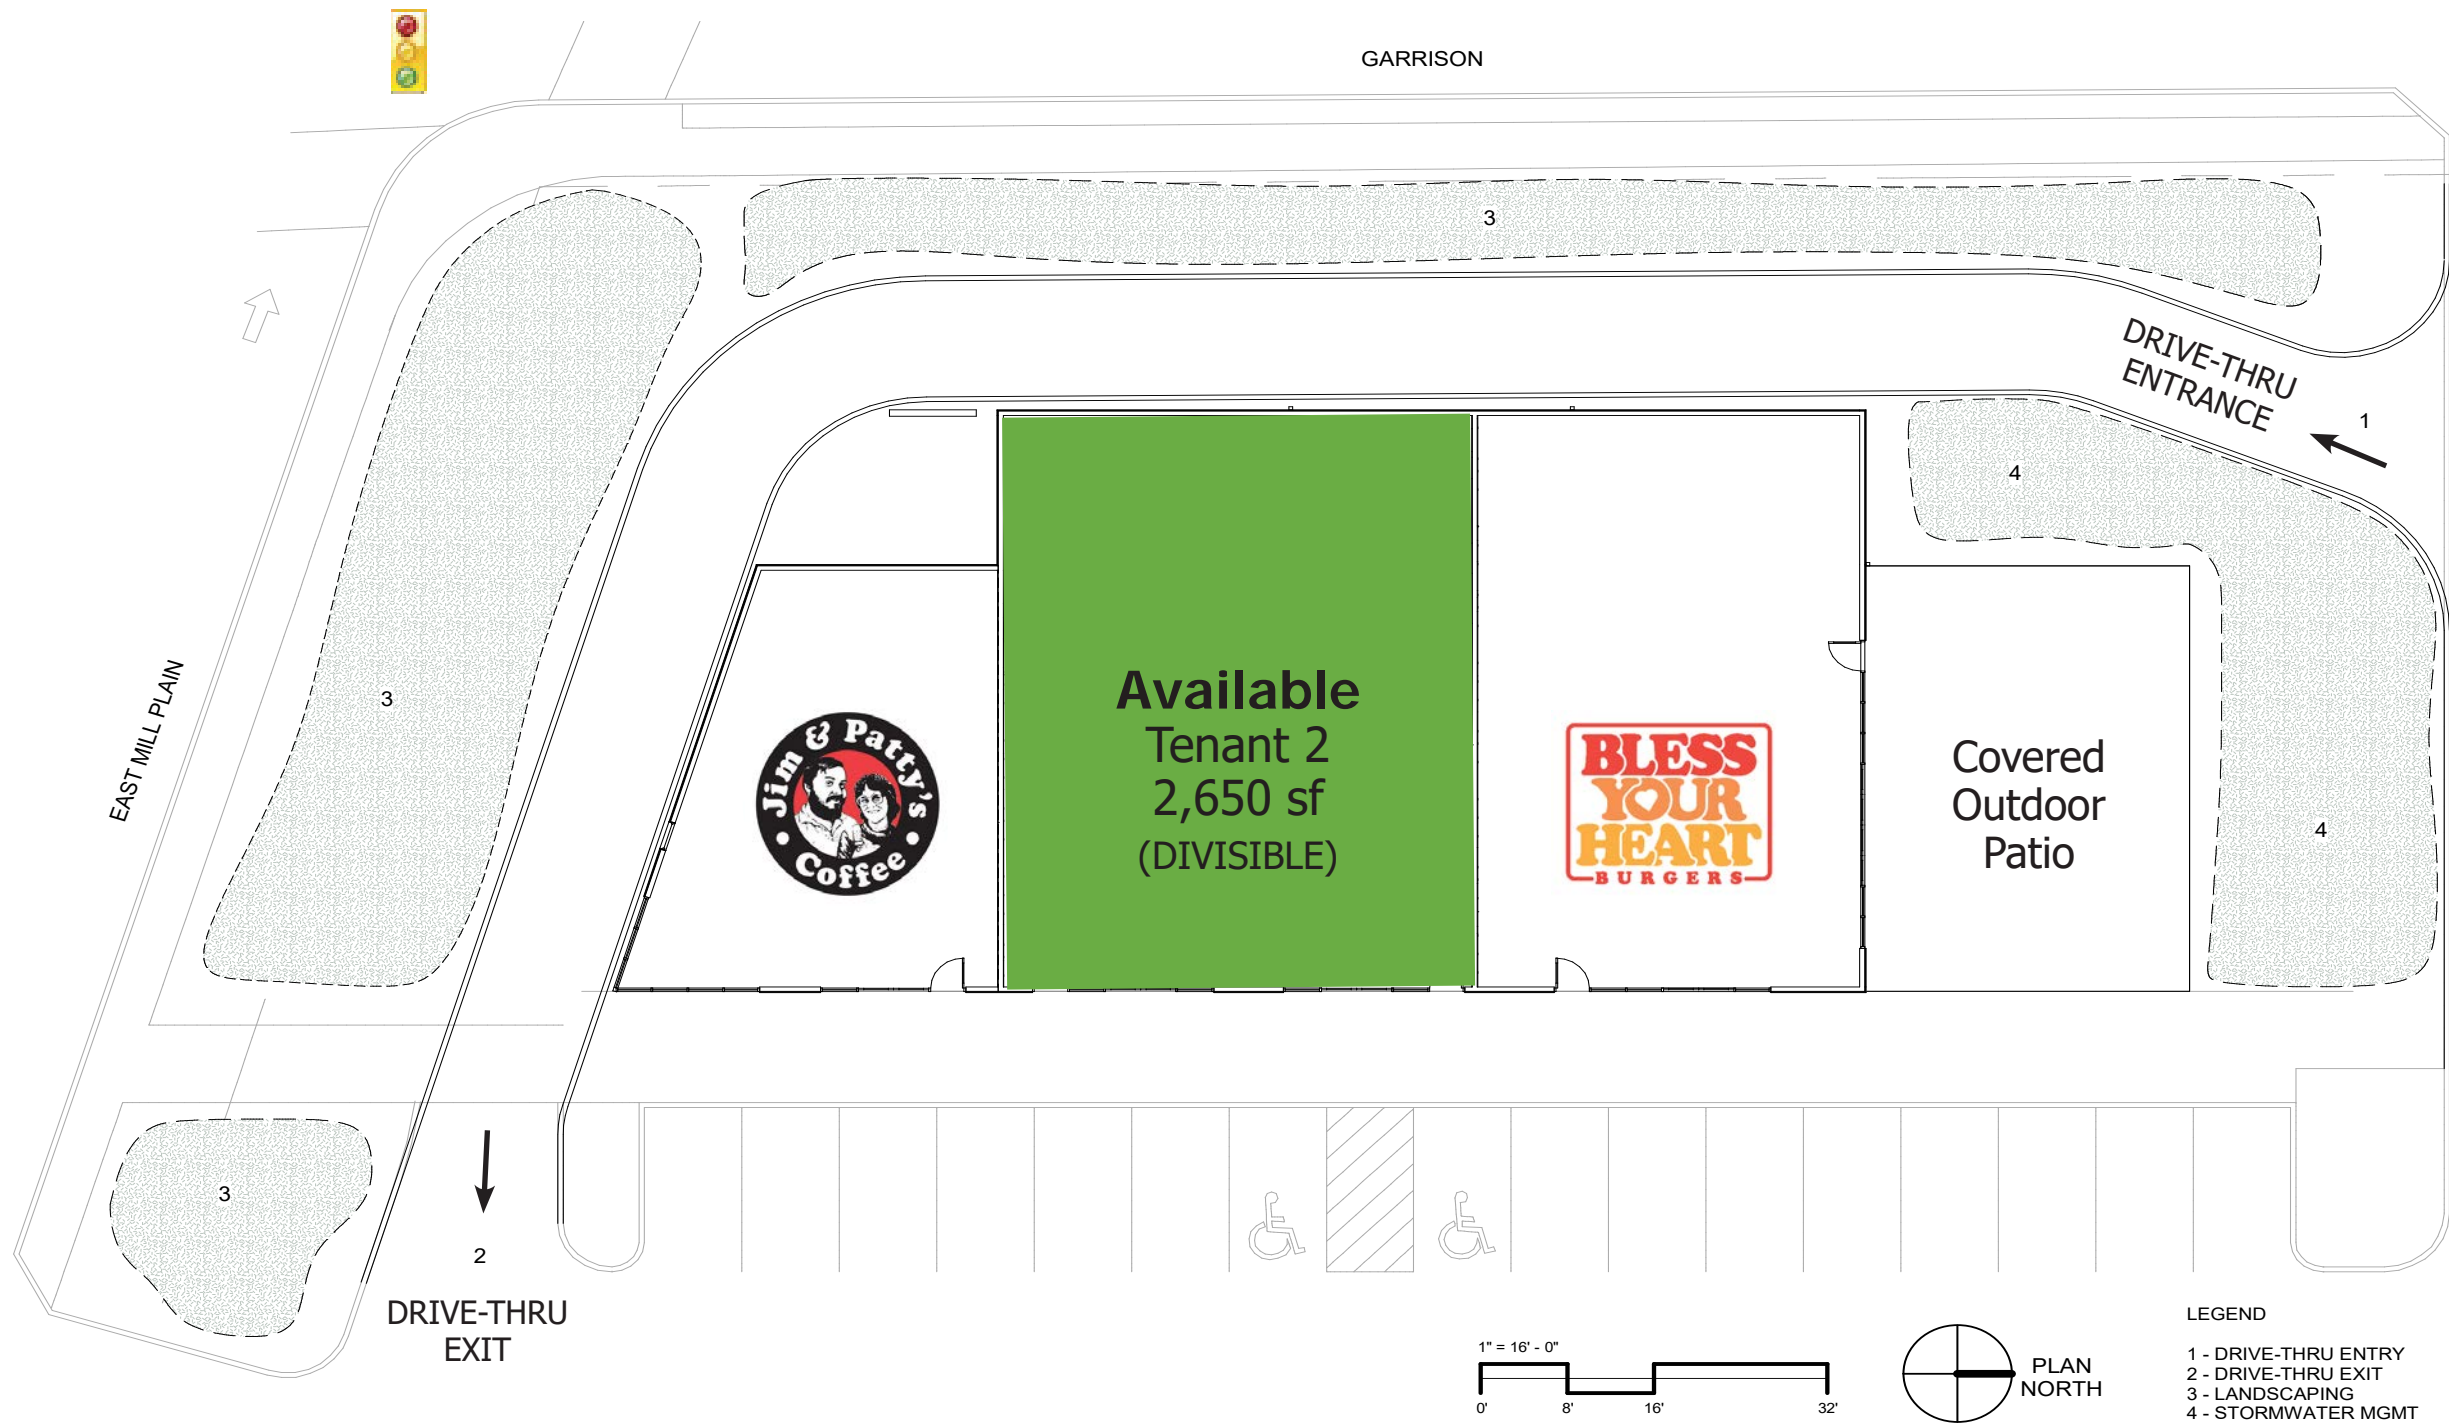 GARRISON
3
DRIVE-THRU
ENTRANCE
1
4
EAST MILL PLAIN
3
Jim & Patty's
Coffee
Available
Tenant 2
2,650 sf
(DIVISIBLE)
BLESS
YOUR
HEART
BURGERS
Covered
Outdoor
Patio
4
3
2
DRIVE-THRU
EXIT
1" = 16' - 0"
0' 8' 16' 32'
PLAN
NORTH
LEGEND
1 - DRIVE-THRU ENTRY
2 - DRIVE-THRU EXIT
3 - LANDSCAPING
4 - STORMWATER MGMT